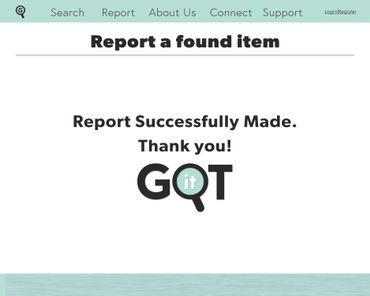 Search Report About Us Connect Support Login/Register
Report a found item
Report Successfully Made.
Thank you!
GOT
it